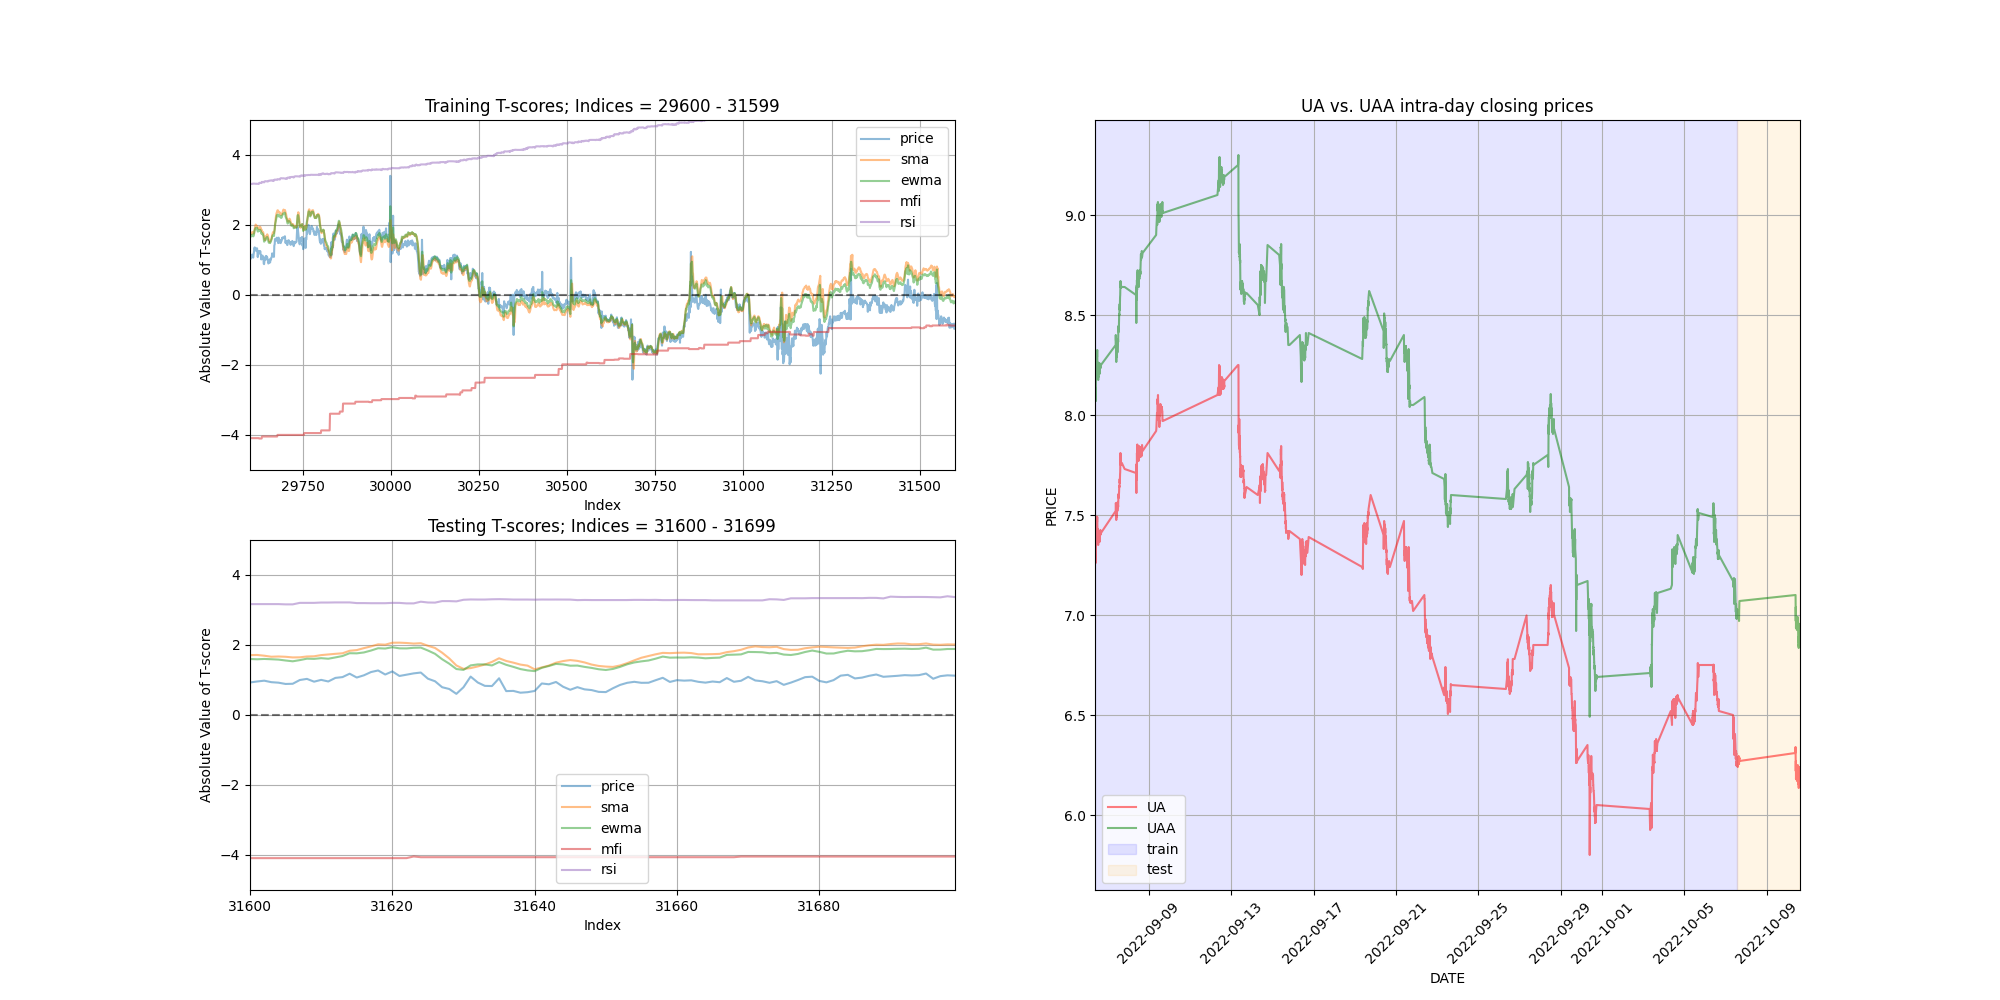 Training T-scores; Indices = 29600 - 31599
Absolute Value of T-score
4
2
0
−2
−4
price
sma
ewma
mfi
rsi
29750 30000 30250 30500 30750 31000 31250 31500
Index
Testing T-scores; Indices = 31600 - 31699
Absolute Value of T-score
4
2
0
−2
−4
price
sma
ewma
mfi
rsi
31600 31620 31640 31660 31680
Index
UA vs. UAA intra-day closing prices
PRICE
9.0
8.5
8.0
7.5
7.0
6.5
6.0
UA
UAA
train
test
2022-09-09 2022-09-13 2022-09-17 2022-09-21 2022-09-25 2022-09-29 2022-10-01 2022-10-05 2022-10-09
DATE